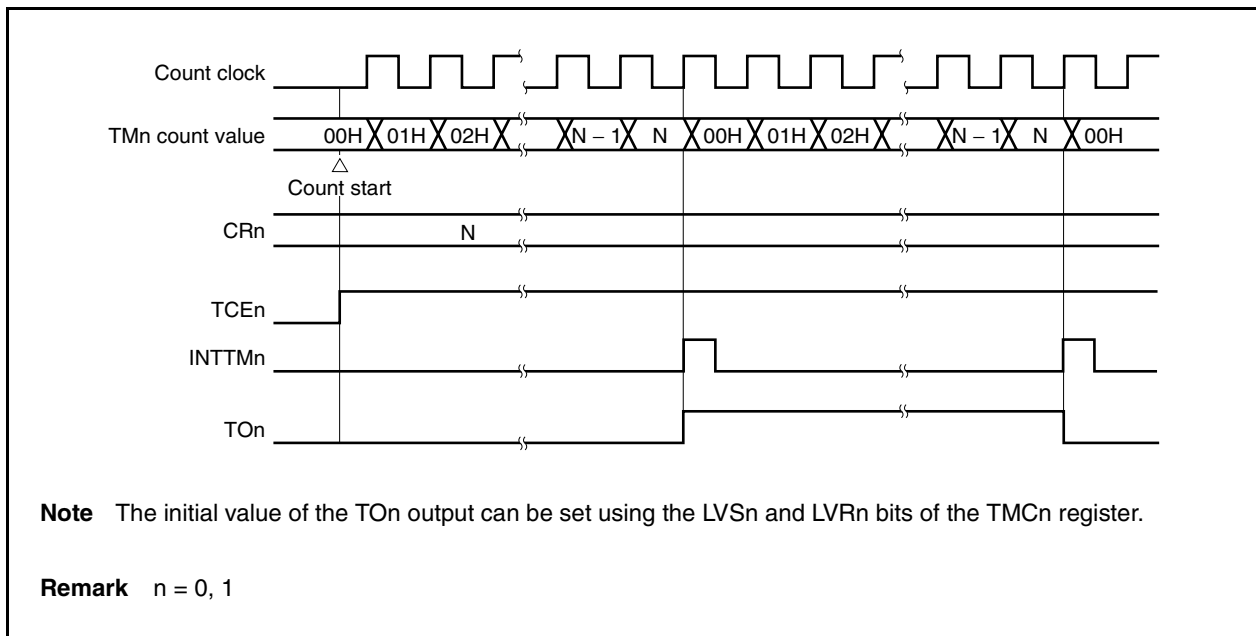 Count clock
TMn count value 00H 01H 02H N – 1 N 00H 01H 02H N – 1 N 00H
Count start
CRn N
TCEn
INTTMn
TOn
Note The initial value of the TOn output can be set using the LVSn and LVRn bits of the TMCn register.
Remark n = 0, 1